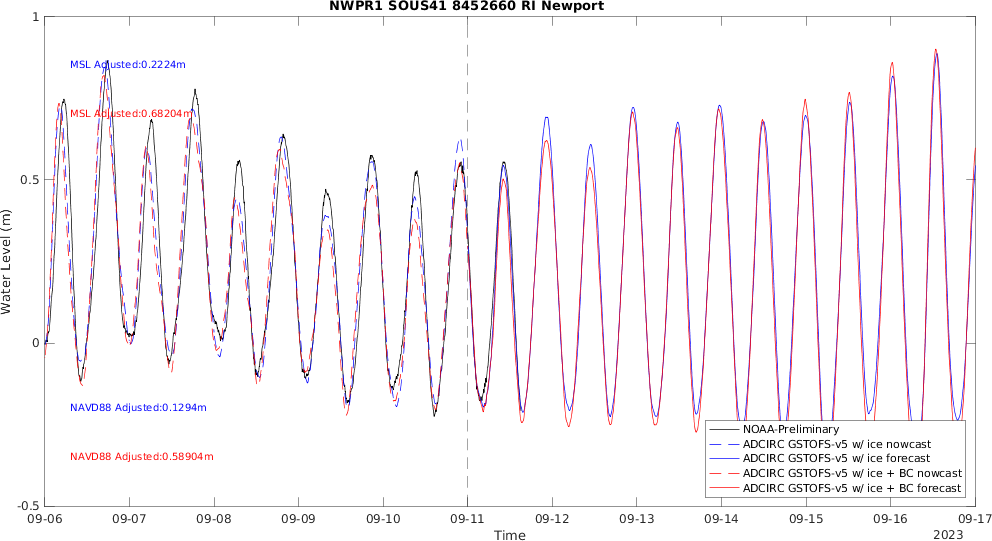 NWPR1 SOUS41 8452660 RI Newport
1
MSL Adjusted:0.2224m
MSL Adjusted:0.68204m
0.5
Water Level (m)
0
NAVD88 Adjusted:0.1294m
NAVD88 Adjusted:0.58904m
NOAA-Preliminary
ADCIRC GSTOFS-v5 w/ ice nowcast
ADCIRC GSTOFS-v5 w/ ice forecast
ADCIRC GSTOFS-v5 w/ ice + BC nowcast
ADCIRC GSTOFS-v5 w/ ice + BC forecast
-0.5
09-06 09-07 09-08 09-09 09-10 09-11 09-12 09-13 09-14 09-15 09-16 09-17
Time
2023